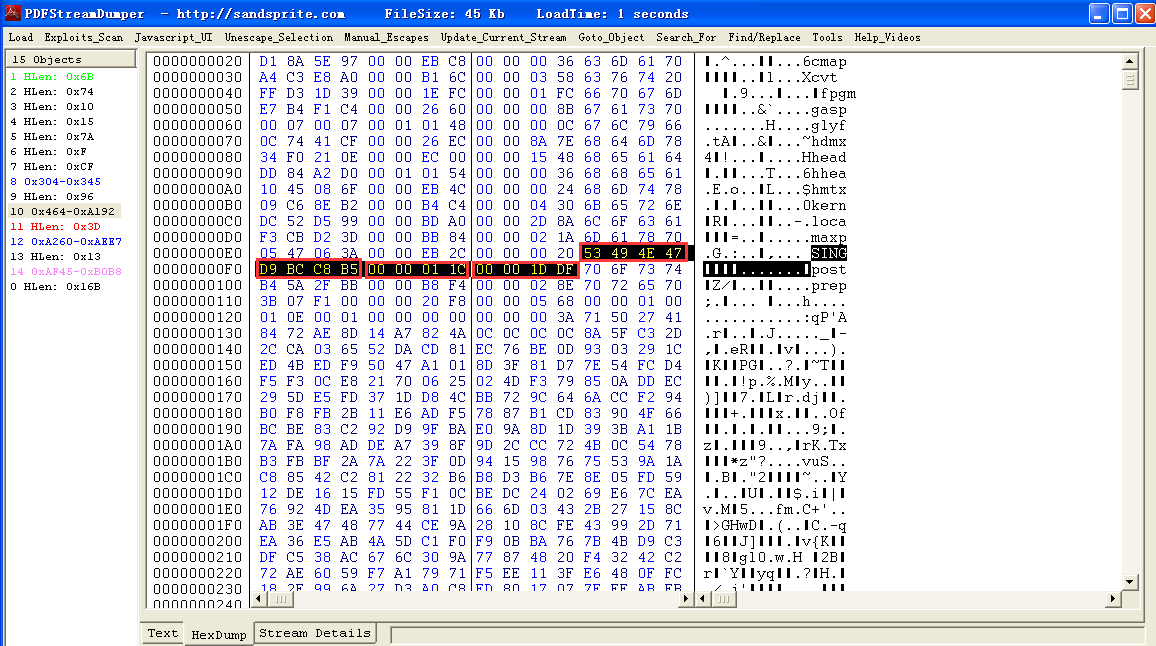 PDFStreamDumper - http://sandsprite.com FileSize: 45 Kb LoadTime: 1 seconds
Load Exploits_Scan Javascript_UI Unescape_Selection Manual_Escapes Update_Current_Stream Goto_Object Search_For Find/Replace Tools Help_Videos
15 Objects
1 HLen: 0x6B
2 HLen: 0x74
3 HLen: 0x10
4 HLen: 0x15
5 HLen: 0x7A
6 HLen: 0xF
7 HLen: 0xCF
8 0x304-0x345
9 HLen: 0x96
10 0x464-0xA192
11 HLen: 0x3D
12 0xA260-0xAEE7
13 HLen: 0x13
14 0xAF45-0xB0B8
0 HLen: 0x16B
0000000020 D1 8A 5E 97 00 00 EB C8 00 00 00 36 63 6D 61 70 6cmap
0000000030 A4 C3 E8 A0 00 00 B1 6C 00 00 03 58 63 76 74 20 Xcvt
0000000040 FF D3 1D 39 00 00 1E FC 00 00 01 FC 66 70 67 6D fpgm
0000000050 E7 B4 F1 C4 00 00 26 60 00 00 00 8B 67 61 73 70 gasp
0000000060 00 07 00 07 00 01 01 48 00 00 00 0C 67 6C 79 66 .......H....glyf
0000000070 0C 74 41 CF 00 00 26 EC 00 00 8A 7E 68 64 6D 78 ~hdmx
0000000080 34 F0 21 0E 00 00 EC 00 00 00 15 48 68 65 61 64 Hhead
0000000090 DD 84 A2 D0 00 01 01 54 00 00 00 36 68 68 65 61 6hhea
00000000A0 10 45 08 6F 00 00 EB 4C 00 00 00 24 68 6D 74 78 $hmtx
00000000B0 09 C6 8E B2 00 00 B4 C4 00 00 04 30 6B 65 72 6E 0kern
00000000C0 DC 52 D5 99 00 00 BD A0 00 00 2D 8A 6C 6F 63 61 loca
00000000D0 F3 CB D2 3D 00 00 BB 84 00 00 02 1A 6D 61 78 70 maxp
00000000E0 05 47 06 3A 00 00 EB 2C 00 00 00 20 53 49 4E 47 SING
00000000F0 D9 BC C8 B5 00 00 01 1C 00 00 1D DF 70 6F 73 74 post
0000000100 B4 5A 2F BB 00 00 B8 F4 00 00 02 8E 70 72 65 70 prep
0000000110 3B 07 F1 00 00 00 20 F8 00 00 05 68 00 00 01 00
0000000120 01 0E 00 01 00 00 00 00 00 00 00 3A 71 50 27 41 ...........:qP'A
0000000130 84 72 AE 8D 14 A7 82 4A 0C 0C 0C 0C 8A 5F C3 2D
0000000140 2C CA 03 65 52 DA CD 81 EC 76 BE 0D 93 03 29 1C
0000000150 ED 4B ED F9 50 47 A1 01 8D 3F 81 D7 7E 54 FC D4
0000000160 F5 F3 0C E8 21 70 06 25 02 4D F3 79 85 0A DD EC
0000000170 29 5D E5 FD 37 1D D8 4C BB 72 9C 64 6A CC F2 94
0000000180 B0 F8 FB 2B 11 E6 AD F5 78 87 B1 CD 83 90 4F 66
0000000190 BC BE 83 C2 92 D9 9F BA E0 9A 8D 1D 39 3B A1 1B
00000001A0 7A FA 98 AD DE A7 39 8F 9D 2C CC 72 4B 0C 54 78
00000001B0 B3 FB BF 2A 7A 22 3F 0D 94 15 98 76 75 53 9A 1A
00000001C0 C8 85 42 C2 81 22 32 B6 B8 D3 B6 7E 8E 05 FD 59
00000001D0 12 DE 16 15 FD 55 F1 0C BE DC 24 02 69 E6 7C EA
00000001E0 76 92 4D EA 35 95 81 1D 66 6D 03 43 2B 27 15 8C
00000001F0 AB 3E 47 48 77 44 CE 9A 28 10 8C FE 43 99 2D 71
0000000200 EA 36 E5 AB 4A 5D C1 F0 F9 0B BA 76 7B 4B D9 C3
0000000210 DF C5 38 AC 67 6C 30 9A 77 87 48 20 F4 32 42 C2
0000000220 72 AE 60 59 F7 A1 79 71 F5 EE 11 3F E6 48 0F FC
0000000230
0000000240
Text HexDump Stream Details